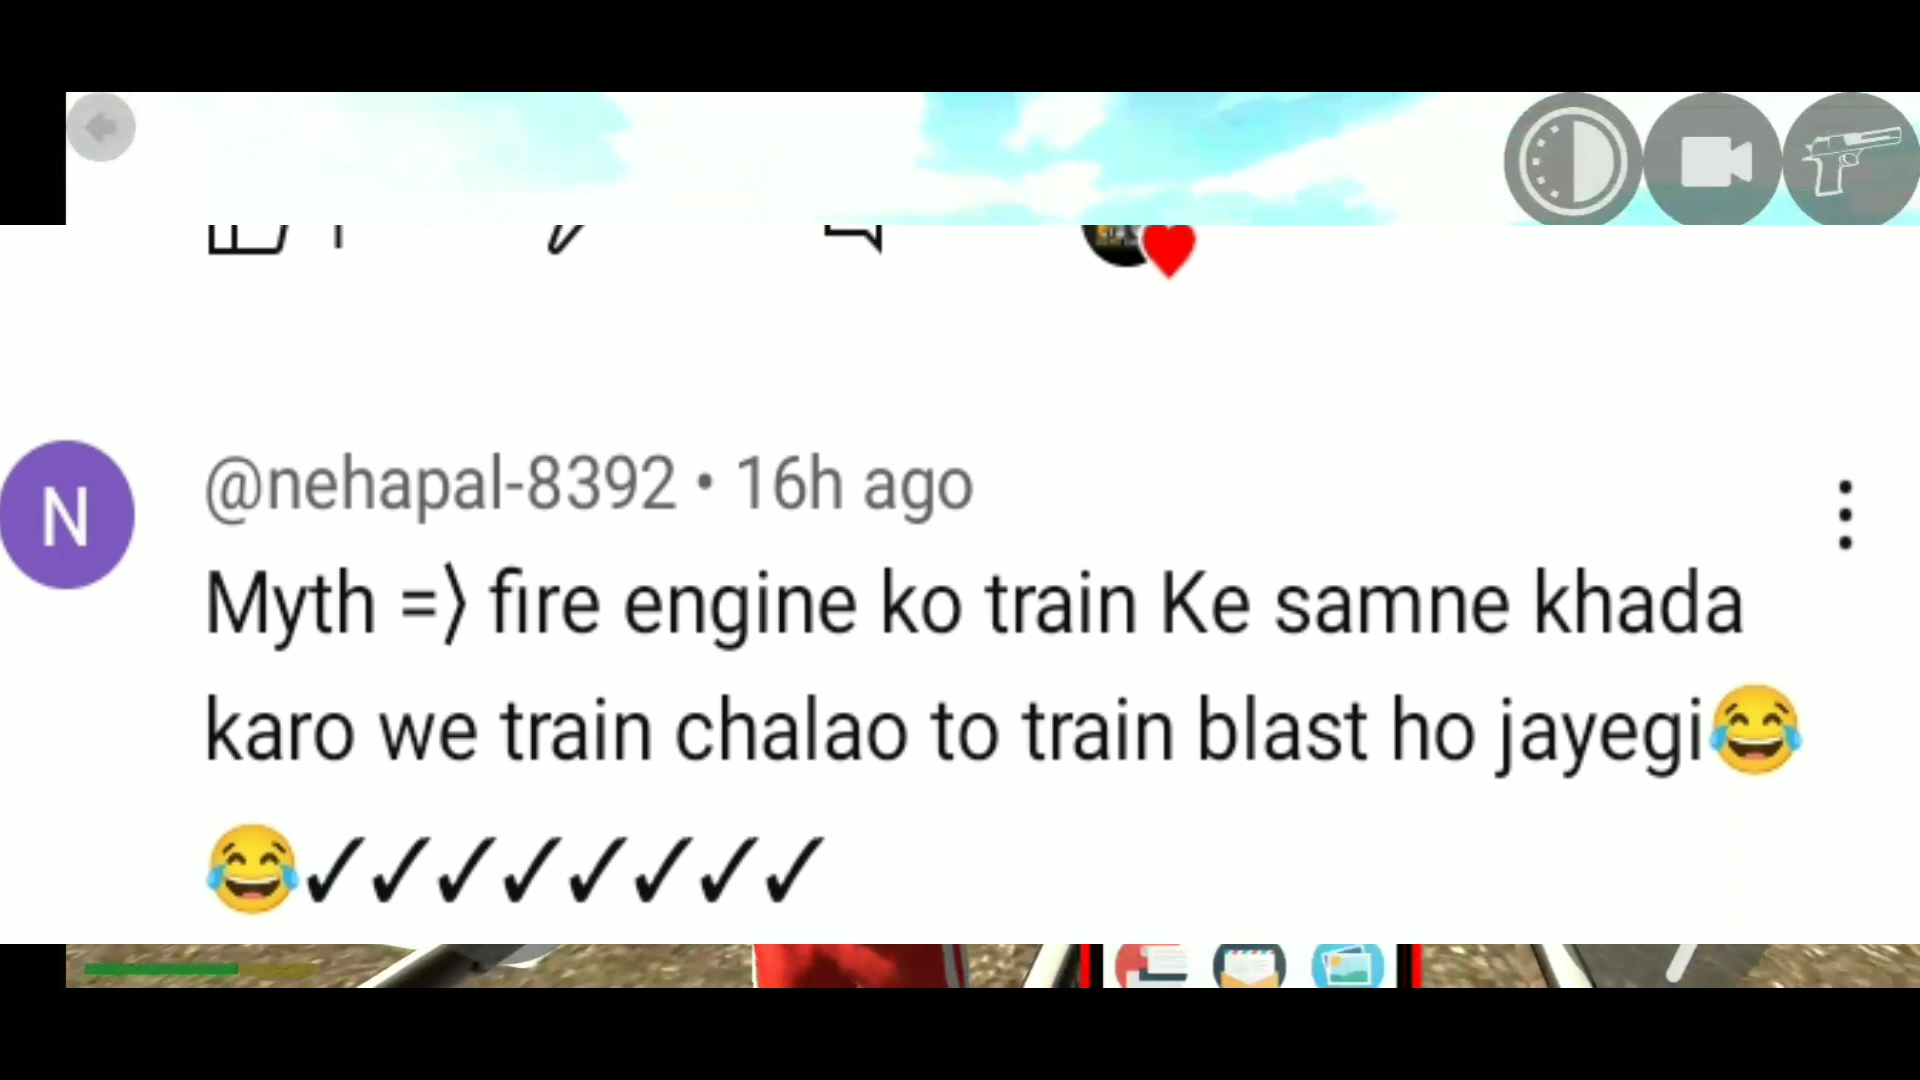 @nehapal-8392 • 16h ago
N
Myth =⟩ fire engine ko train Ke samne khada
karo we train chalao to train blast ho jayegi😂
😂✓✓✓✓✓✓✓✓